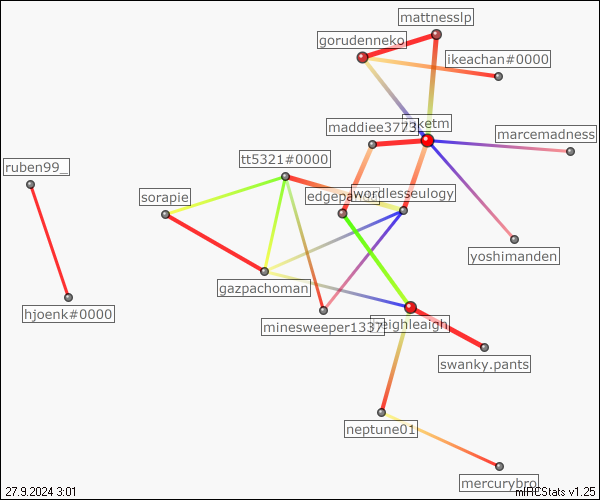 mattnesslp
gorudenneko
ikeachan#0000
maddiee3773
ketm
marcemadness
tt5321#0000
ruben99_
sorapie
wordlesseulogy
yoshimanden
gazpachoman
hjoenk#0000
minesweeper1337
leighleaigh
swanky.pants
neptune01
mercurybro
27.9.2024 3:01
mIRCStats v1.25